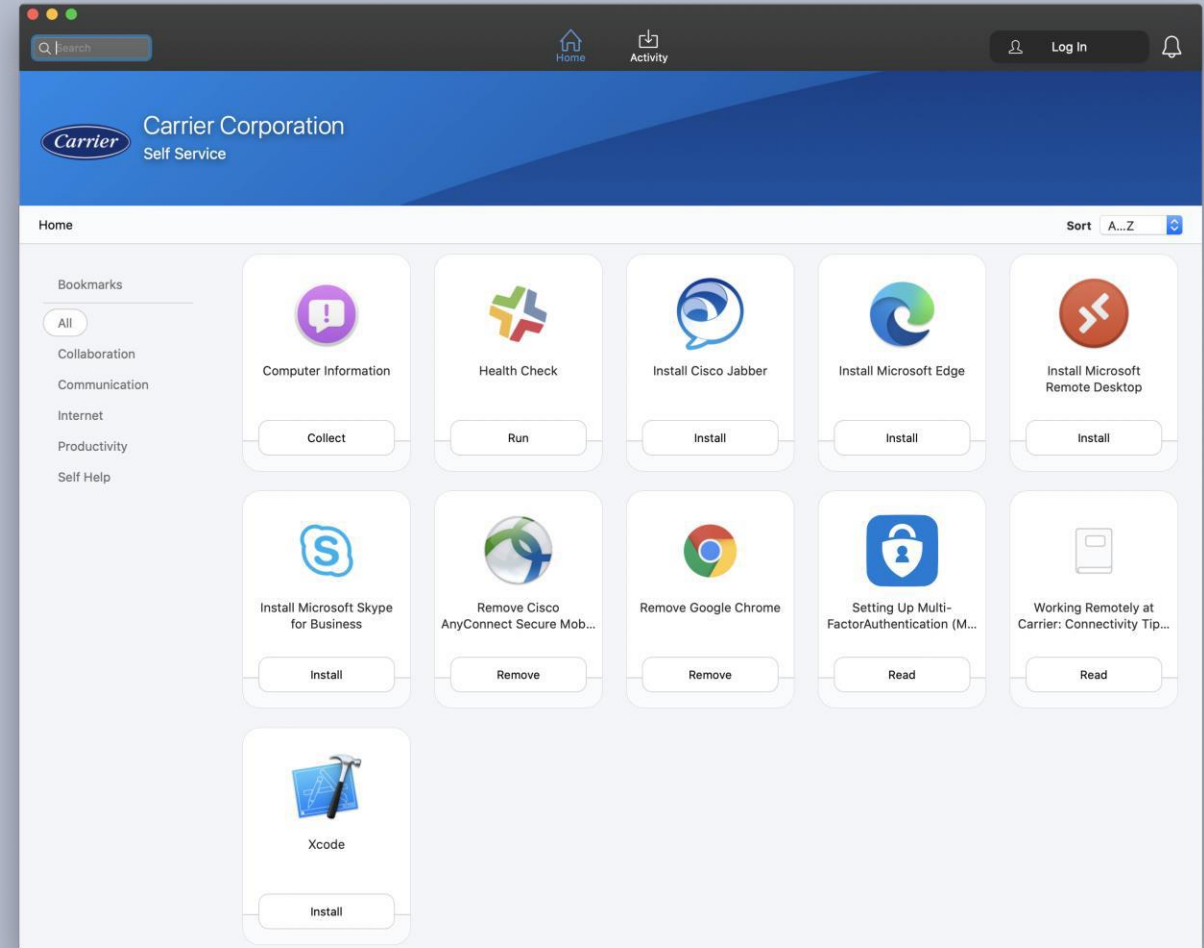 Search
Home
Activity
Log In
Carrier
Carrier Corporation
Self Service
Home
Sort A...Z
Bookmarks
All
Collaboration
Communication
Internet
Productivity
Self Help
Computer Information
Collect
Health Check
Run
Install Cisco Jabber
Install
Install Microsoft Edge
Install
Install Microsoft
Remote Desktop
Install
Install Microsoft Skype
for Business
Install
Remove Cisco
AnyConnect Secure Mob...
Remove
Remove Google Chrome
Remove
Setting Up Multi-
FactorAuthentication (M...
Read
Working Remotely at
Carrier: Connectivity Tip...
Read
Xcode
Install